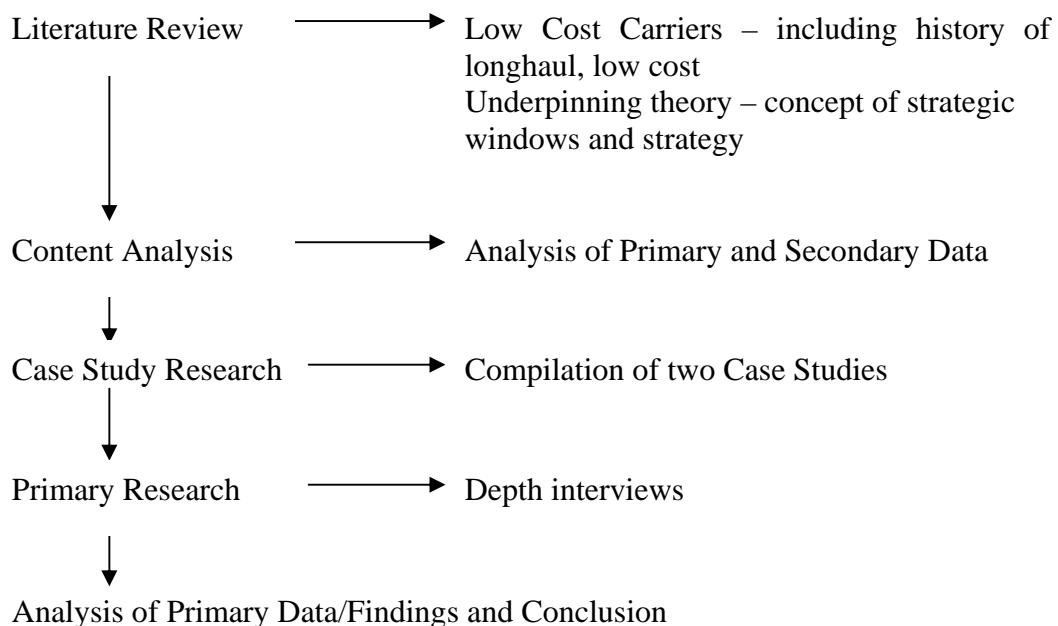 Literature Review
Low Cost Carriers – including history of
longhaul, low cost
Underpinning theory – concept of strategic
windows and strategy
Content Analysis
Analysis of Primary and Secondary Data
Case Study Research
Compilation of two Case Studies
Primary Research
Depth interviews
Analysis of Primary Data/Findings and Conclusion